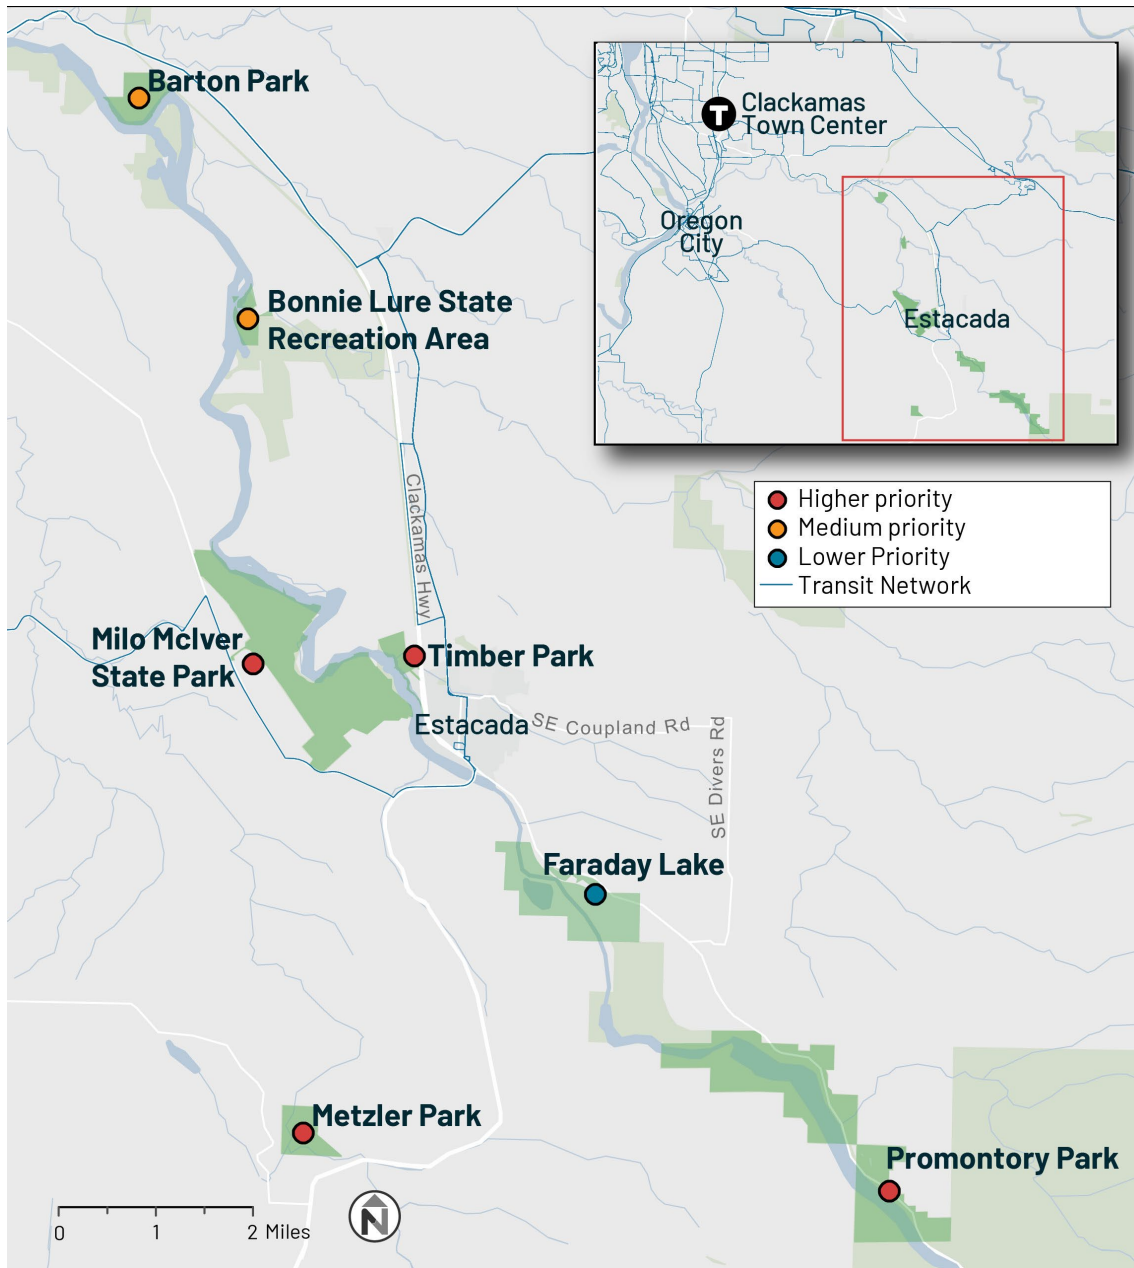 Barton Park
Clackamas
Town Center
Oregon
City
Estacada
Bonnie Lure State
Recreation Area
Clackamas Hwy
Higher priority
Medium priority
Lower Priority
Transit Network
Milo McIver
State Park
Timber Park
Estacada
SE Coupland Rd
SE Divers Rd
Faraday Lake
Metzler Park
Promontory Park
0 1 2 Miles
N
T